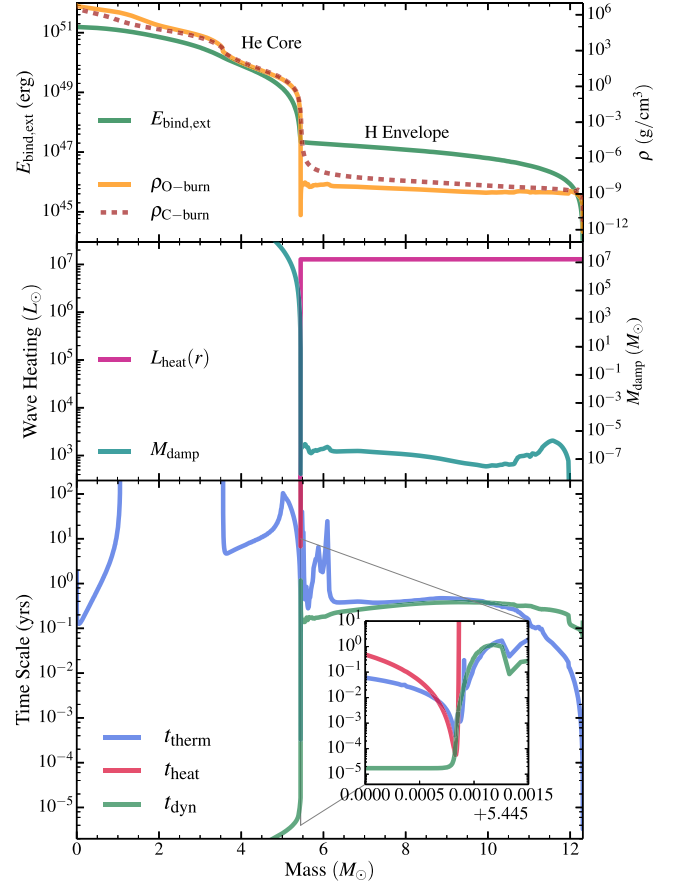 10^51
10^49
10^47
10^45
E_bind,ext (erg)
He Core
H Envelope
E_bind,ext
ρ_O−burn
ρ_C−burn
10^6
10^3
10^0
10^−3
10^−6
10^−9
10^−12
ρ (g/cm^3)
10^7
10^6
10^5
10^4
10^3
Wave Heating (L_⊙)
L_heat(r)
M_damp
10^7
10^5
10^3
10^1
10^−1
10^−3
10^−5
10^−7
M_damp (M_⊙)
10^2
10^1
10^0
10^−1
10^−2
10^−3
10^−4
10^−5
Time Scale (yrs)
t_therm
t_heat
t_dyn
10^1
10^0
10^−1
10^−2
10^−3
10^−4
10^−5
0.0000 0.0005 0.0010 0.0015
+5.445
0 2 4 6 8 10 12
Mass (M_⊙)